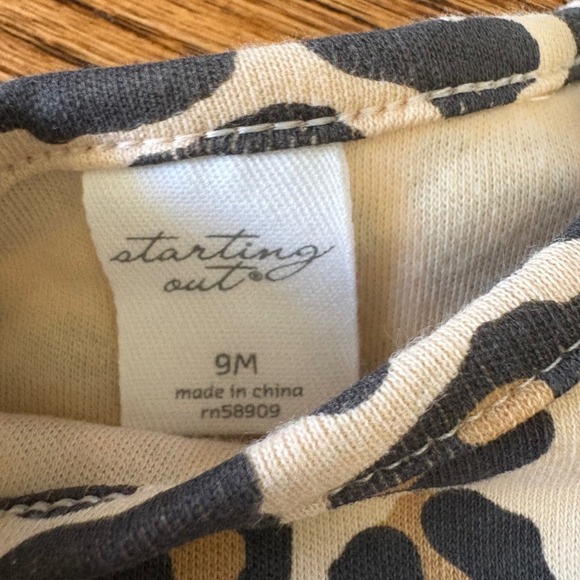 starting
out®
9M
made in china
rn58909